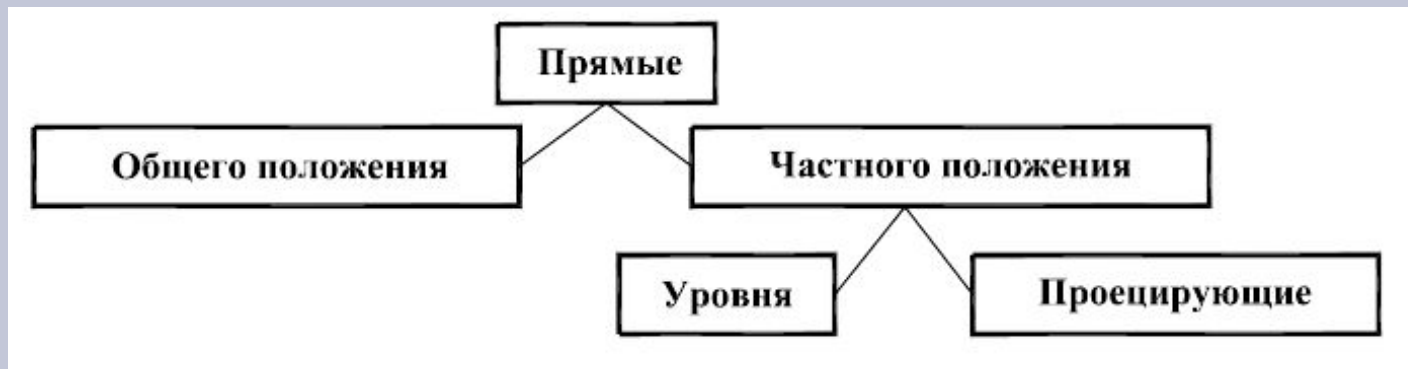 Прямые
Общего положения
Частного положения
Уровня
Проецирующие